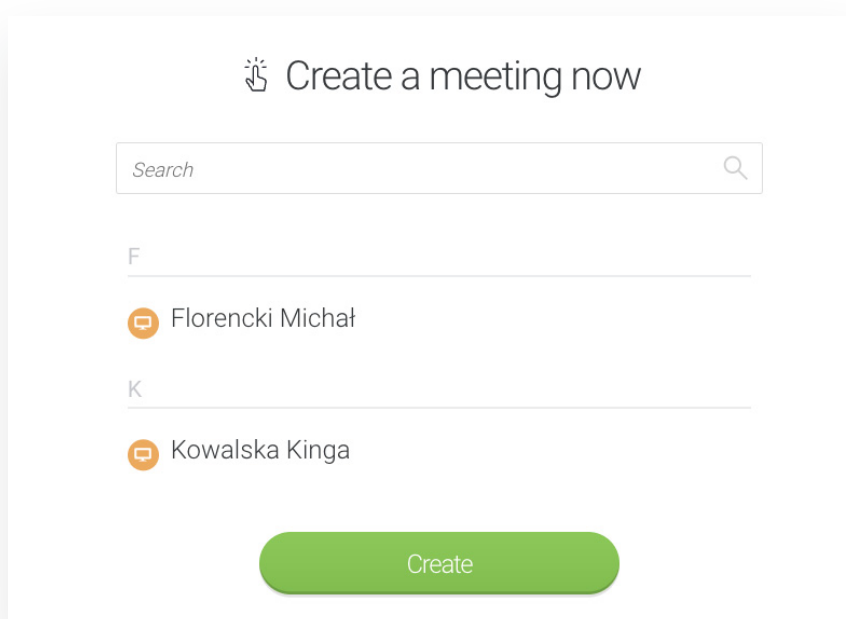 Create a meeting now
Search
F
Florencki Michał
K
Kowalska Kinga
Create